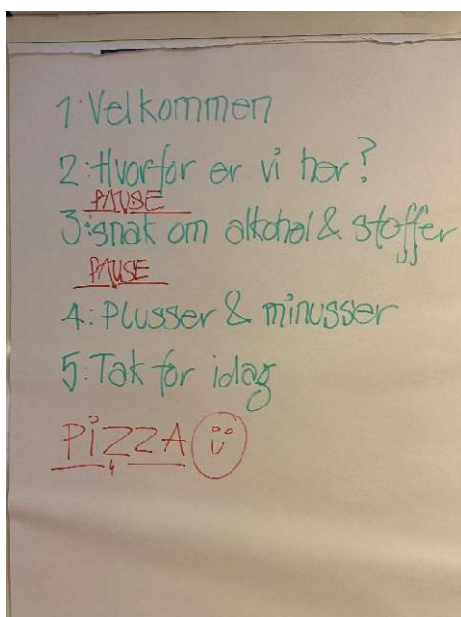 1: Velkommen
2: Hvorfor er vi her?
PAUSE
3: snak om alkohol & stoffer
PAUSE
4: Plusser & minusser
5: Tak for idag
PiZZA